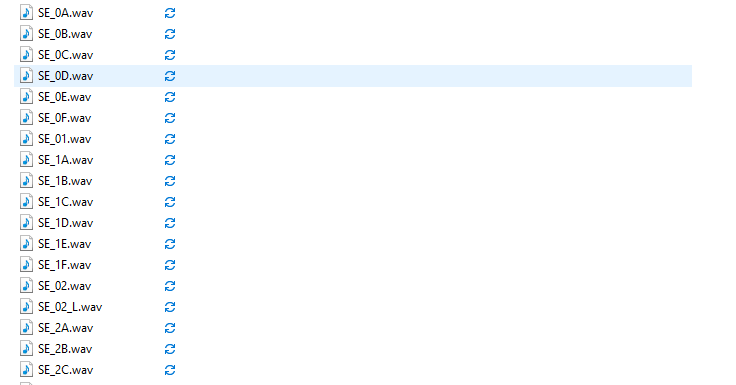 SE_0A.wav
SE_0B.wav
SE_0C.wav
SE_0D.wav
SE_0E.wav
SE_0F.wav
SE_01.wav
SE_1A.wav
SE_1B.wav
SE_1C.wav
SE_1D.wav
SE_1E.wav
SE_1F.wav
SE_02.wav
SE_02_L.wav
SE_2A.wav
SE_2B.wav
SE_2C.wav